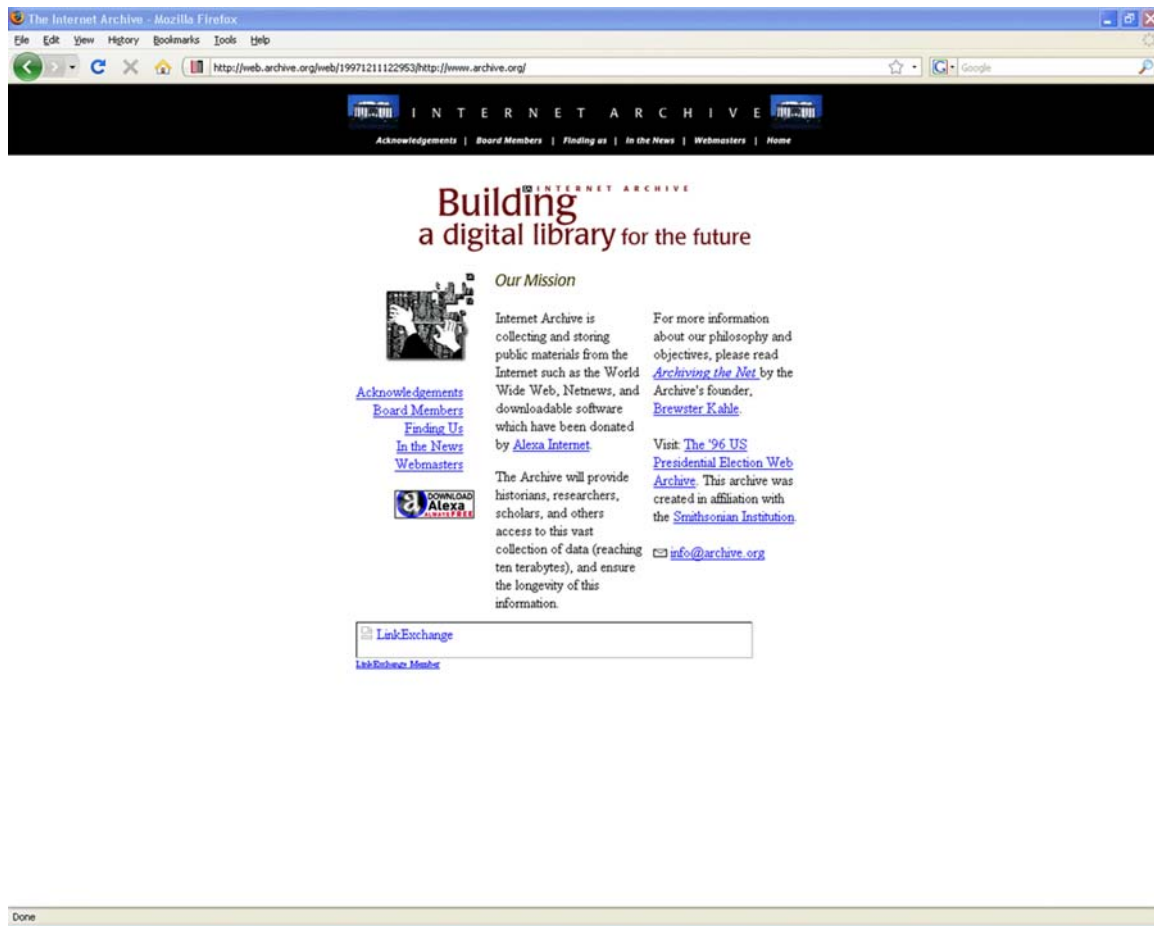 The Internet Archive - Mozilla Firefox
File Edit View History Bookmarks Tools Help
http://web.archive.org/web/19971211122953/http://www.archive.org/
Google
INTERNET ARCHIVE
Acknowledgements | Board Members | Finding us | In the News | Webmasters | Home
INTERNET ARCHIVE
Building
a digital library for the future
Our Mission
Internet Archive is
collecting and storing
public materials from the
Internet such as the World
Wide Web, Netnews, and
downloadable software
which have been donated
by Alexa Internet.
The Archive will provide
historians, researchers,
scholars, and others
access to this vast
collection of data (reaching
ten terabytes), and ensure
the longevity of this
information.
For more information
about our philosophy and
objectives, please read
Archiving the Net by the
Archive's founder,
Brewster Kahle.
Visit: The '96 US
Presidential Election Web
Archive. This archive was
created in affiliation with
the Smithsonian Institution.
info@archive.org
Acknowledgements
Board Members
Finding Us
In the News
Webmasters
DOWNLOAD
Alexa
ALWAYS FREE
LinkExchange
LinkExchange Member
Done